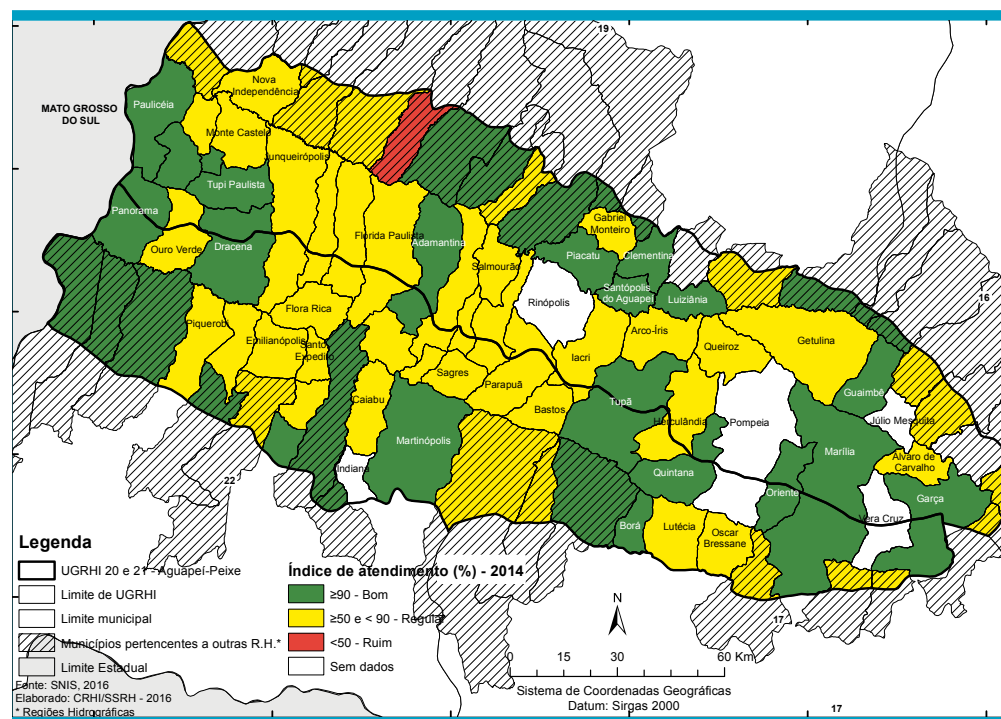 19
MATO GROSSO
DO SUL
Paulicéia
Nova
Independência
Monte Castelo
Junqueirópolis
Tupi Paulista
Panorama
Ouro Verde
Dracena
Florida Paulista
Adamantina
Salmourão
Gabriel
Monteiro
Piacatu
Clementina
Santópolis
do Aguapeí
Luiziânia
Rinópolis
16
Flora Rica
Piquerobi
Emilianópolis
Santo
Expedito
Caiabu
Sagres
Parapuã
Bastos
Iacri
Arco-Íris
Queiroz
Getulina
Guaimbê
Júlio Mesquita
Tupã
Herculândia
Pompeia
Marília
Álvaro de
Carvalho
Martinópolis
Indiana
Quintana
Oriente
Garça
Vera Cruz
Borá
Lutécia
Oscar
Bressane
22
17
17
Legenda
UGRHI 20 e 21 - Aguapeí-Peixe
Limite de UGRHI
Limite municipal
Municípios pertencentes a outras R.H.*
Limite Estadual
Fonte: SNIS, 2016
Elaborado: CRHI/SSRH - 2016
* Regiões Hidrográficas
Índice de atendimento (%) - 2014
≥90 - Bom
≥50 e < 90 - Regular
<50 - Ruim
Sem dados
N
0 15 30 60 Km
Sistema de Coordenadas Geográficas
Datum: Sirgas 2000